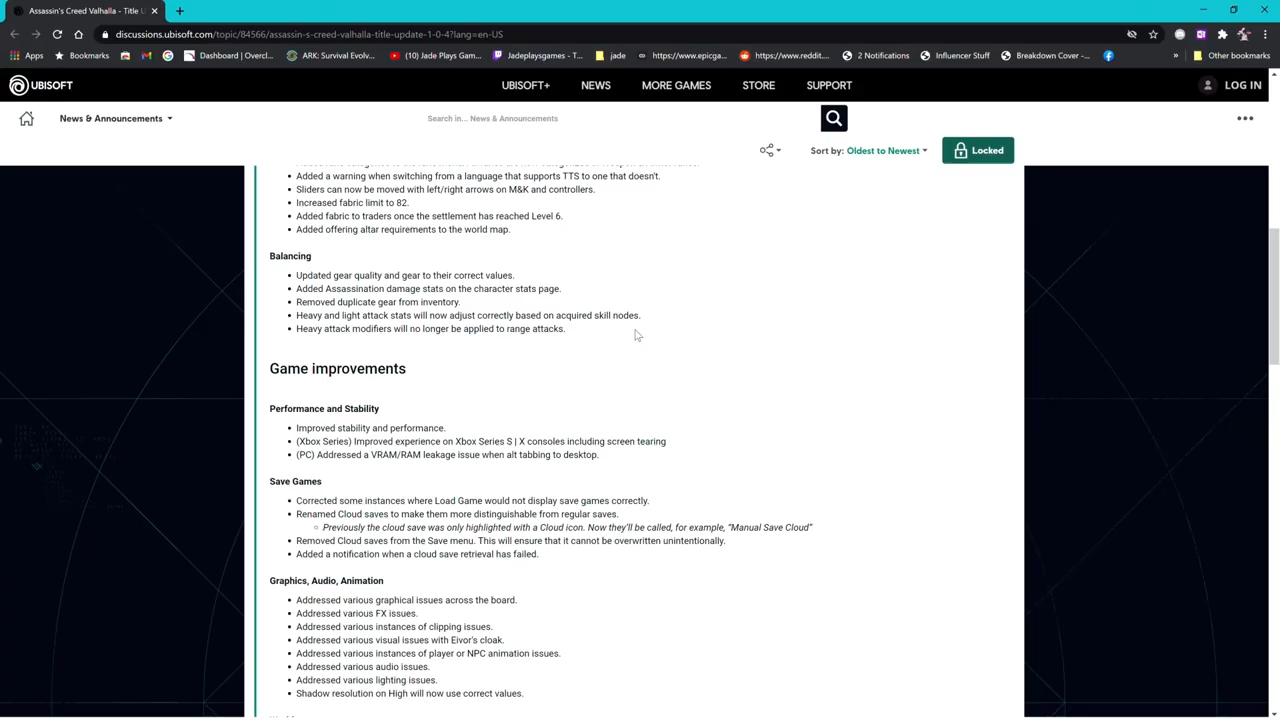 Assassin's Creed Valhalla - Title U
discussions.ubisoft.com/topic/84566/assassin-s-creed-valhalla-title-update-1-0-4?lang=en-US
Apps Bookmarks Dashboard | Overcl... ARK: Survival Evolv... (10) Jade Plays Gam... Jadeplaysgames - T... jade https://www.epicga... https://www.reddit... 2 Notifications Influencer Stuff Breakdown Cover -... » Other bookmarks
UBISOFT UBISOFT+ NEWS MORE GAMES STORE SUPPORT LOG IN
News & Announcements Search in... News & Announcements
Sort by: Oldest to Newest Locked
• Added a warning when switching from a language that supports TTS to one that doesn't.
• Sliders can now be moved with left/right arrows on M&K and controllers.
• Increased fabric limit to 82.
• Added fabric to traders once the settlement has reached Level 6.
• Added offering altar requirements to the world map.
Balancing
• Updated gear quality and gear to their correct values.
• Added Assassination damage stats on the character stats page.
• Removed duplicate gear from inventory.
• Heavy and light attack stats will now adjust correctly based on acquired skill nodes.
• Heavy attack modifiers will no longer be applied to range attacks.
Game improvements
Performance and Stability
• Improved stability and performance.
• (Xbox Series) Improved experience on Xbox Series S | X consoles including screen tearing
• (PC) Addressed a VRAM/RAM leakage issue when alt tabbing to desktop.
Save Games
• Corrected some instances where Load Game would not display save games correctly.
• Renamed Cloud saves to make them more distinguishable from regular saves.
◦ Previously the cloud save was only highlighted with a Cloud icon. Now they'll be called, for example, “Manual Save Cloud”
• Removed Cloud saves from the Save menu. This will ensure that it cannot be overwritten unintentionally.
• Added a notification when a cloud save retrieval has failed.
Graphics, Audio, Animation
• Addressed various graphical issues across the board.
• Addressed various FX issues.
• Addressed various instances of clipping issues.
• Addressed various visual issues with Eivor's cloak.
• Addressed various instances of player or NPC animation issues.
• Addressed various audio issues.
• Addressed various lighting issues.
• Shadow resolution on High will now use correct values.